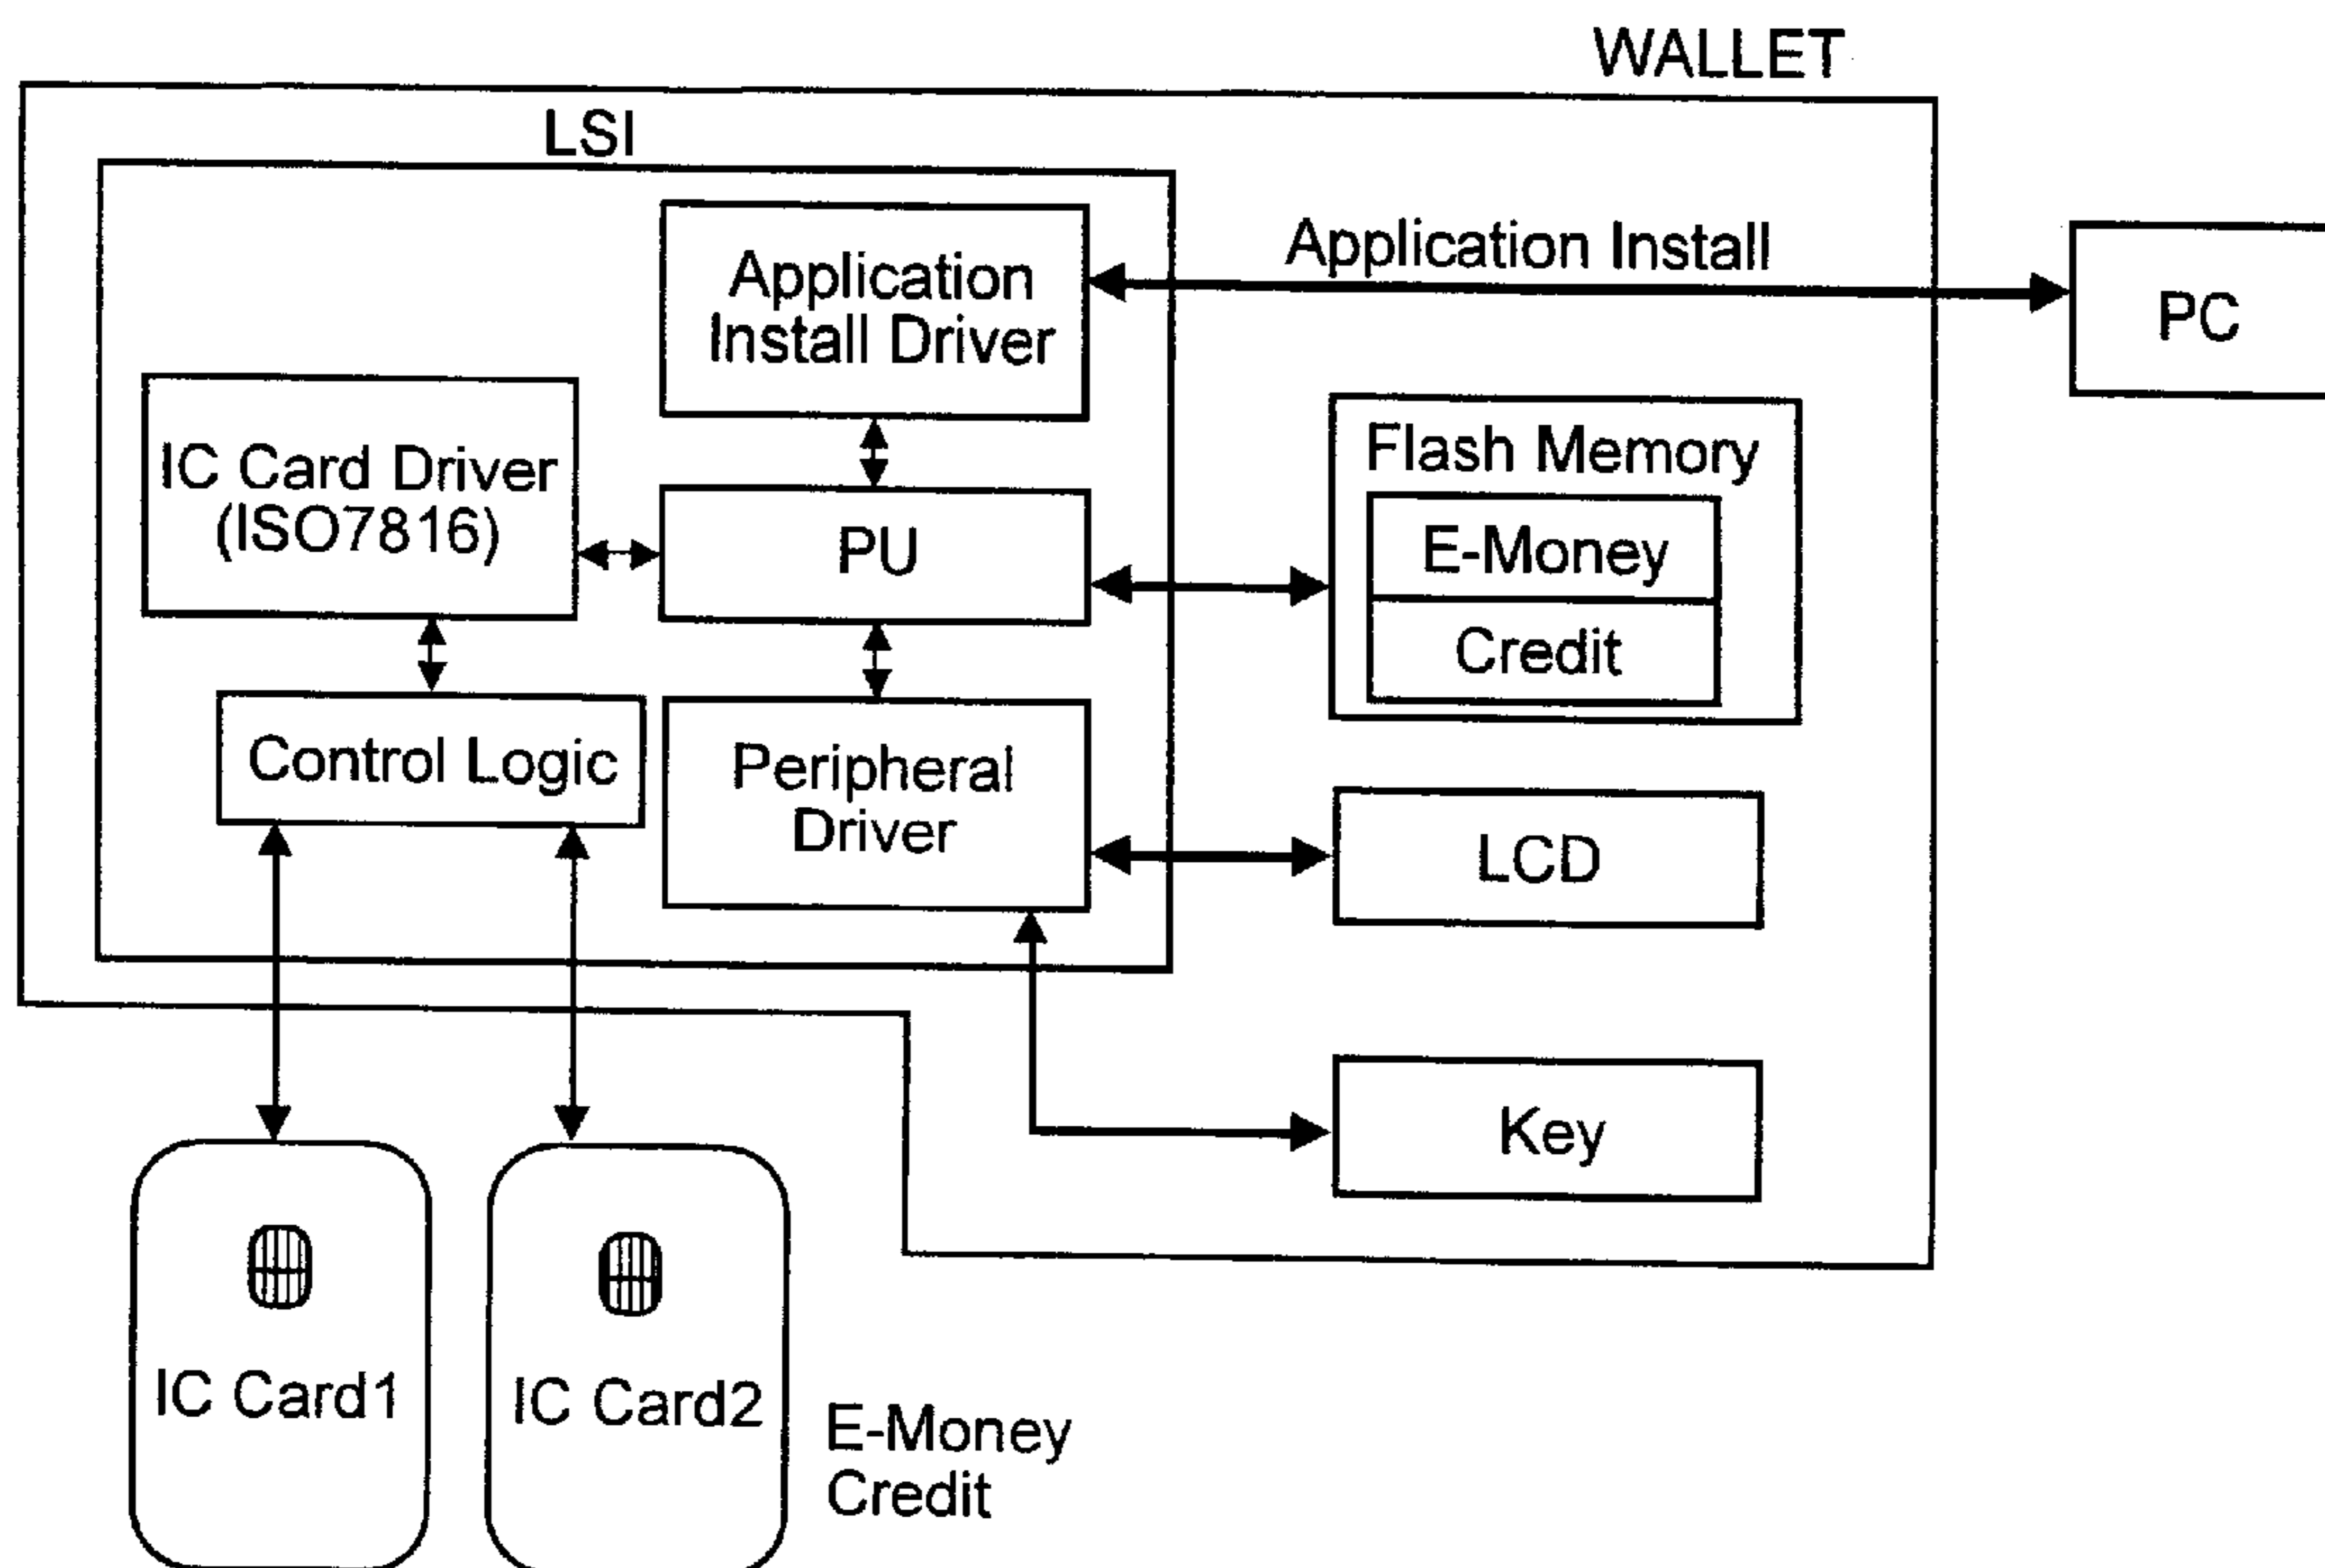 WALLET
LSI
Application
Install Driver
Application Install
PC
IC Card Driver
(ISO7816)
PU
Flash Memory
E-Money
Credit
Control Logic
Peripheral
Driver
LCD
Key
IC Card1
IC Card2
E-Money
Credit